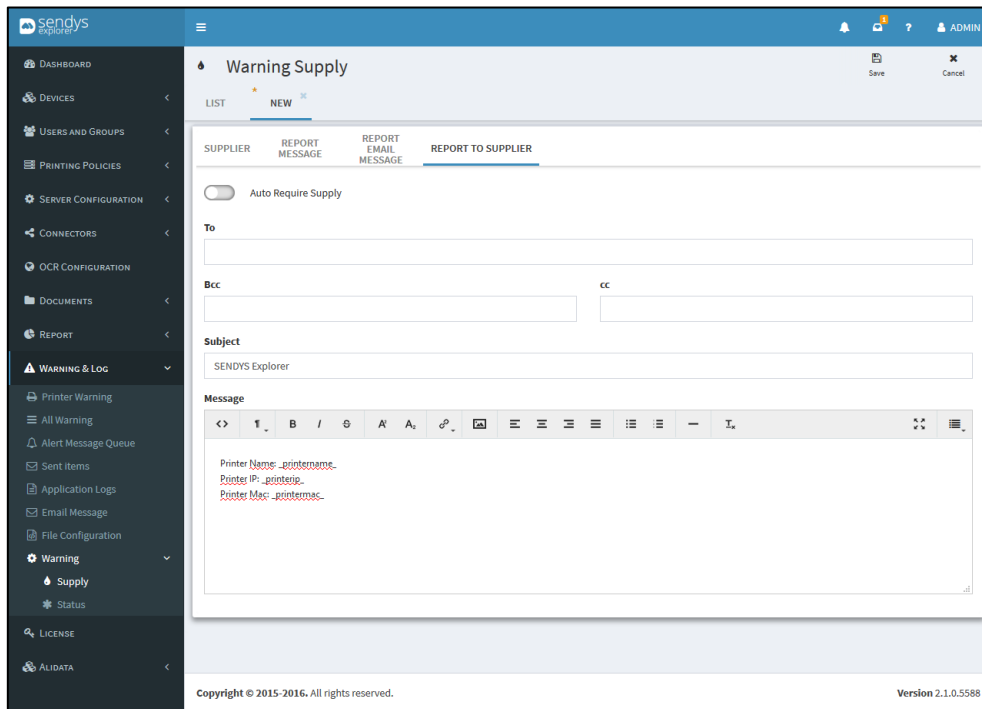 sendys
explorer
1
?
ADMIN
DASHBOARD
DEVICES
USERS AND GROUPS
PRINTING POLICIES
SERVER CONFIGURATION
CONNECTORS
OCR CONFIGURATION
DOCUMENTS
REPORT
WARNING & LOG
Printer Warning
All Warning
Alert Message Queue
Sent items
Application Logs
Email Message
File Configuration
Warning
Supply
Status
LICENSE
ALIDATA
Warning Supply
Save
Cancel
LIST
* NEW ×
SUPPLIER
REPORT
MESSAGE
REPORT
EMAIL
MESSAGE
REPORT TO SUPPLIER
Auto Require Supply
To
Bcc
cc
Subject
SENDYS Explorer
Message
<> ¶ B I S
Printer Name: _printername_
Printer IP: _printerip_
Printer Mac: _printermac_
Copyright © 2015-2016. All rights reserved.
Version 2.1.0.5588